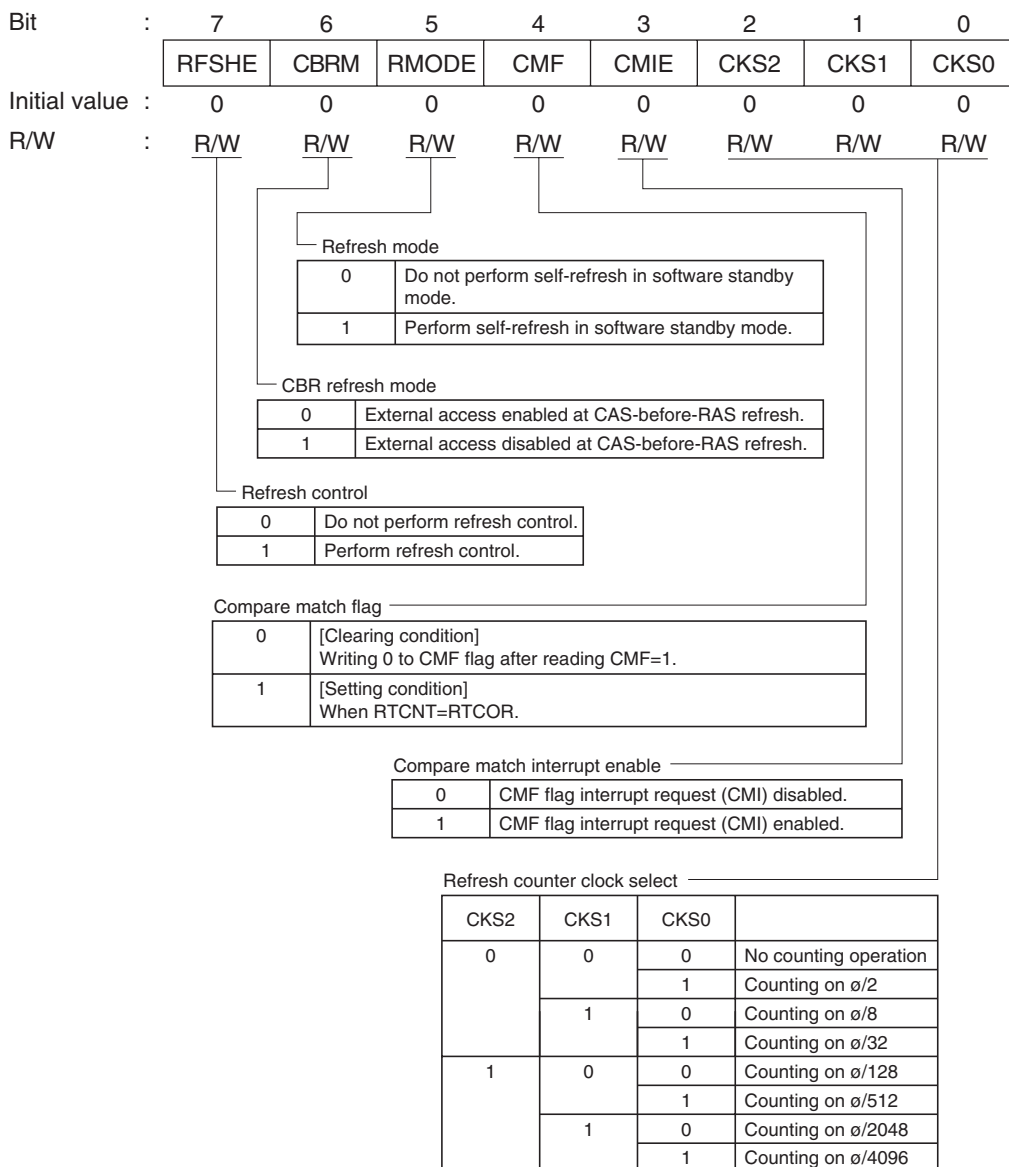 Bit : 7 6 5 4 3 2 1 0
RFSHE CBRM RMODE CMF CMIE CKS2 CKS1 CKS0
Initial value : 0 0 0 0 0 0 0 0
R/W : R/W R/W R/W R/W R/W R/W R/W R/W
Refresh mode
0 Do not perform self-refresh in software standby
mode.
1 Perform self-refresh in software standby mode.
CBR refresh mode
0 External access enabled at CAS-before-RAS refresh.
1 External access disabled at CAS-before-RAS refresh.
Refresh control
0 Do not perform refresh control.
1 Perform refresh control.
Compare match flag
0 [Clearing condition]
Writing 0 to CMF flag after reading CMF=1.
1 [Setting condition]
When RTCNT=RTCOR.
Compare match interrupt enable
0 CMF flag interrupt request (CMI) disabled.
1 CMF flag interrupt request (CMI) enabled.
Refresh counter clock select
CKS2 CKS1 CKS0
0 0 0 No counting operation
1 Counting on ø/2
1 0 Counting on ø/8
1 Counting on ø/32
1 0 0 Counting on ø/128
1 Counting on ø/512
1 0 Counting on ø/2048
1 Counting on ø/4096